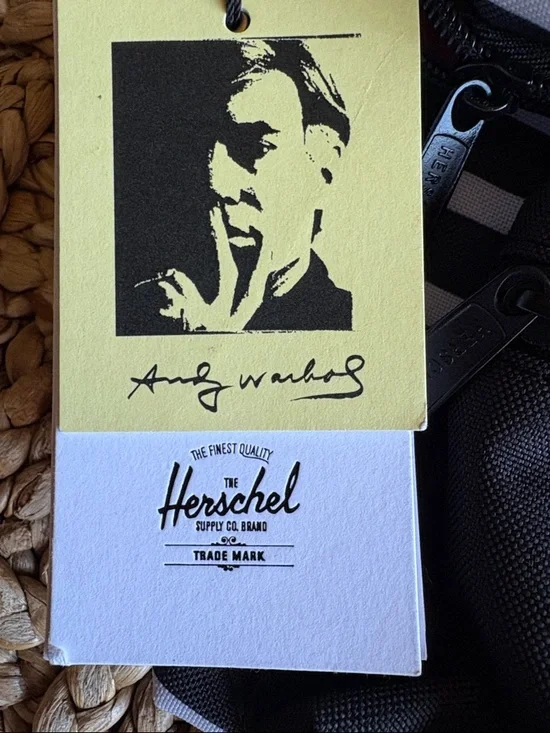 Andy Warhol
THE FINEST QUALITY
THE
Herschel
SUPPLY CO. BRAND
TRADE MARK